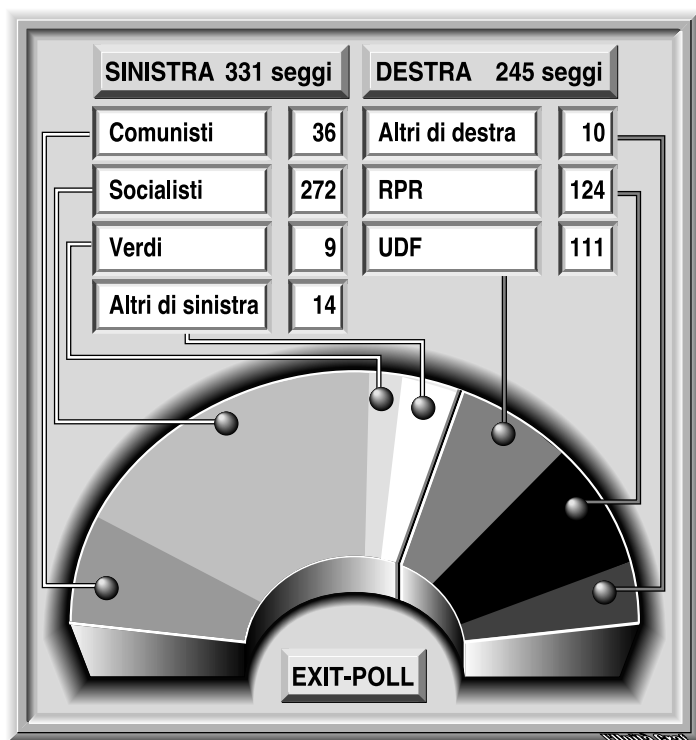 SINISTRA 331 seggi
Comunisti 36
Socialisti 272
Verdi 9
Altri di sinistra 14
DESTRA 245 seggi
Altri di destra 10
RPR 124
UDF 111
EXIT-POLL